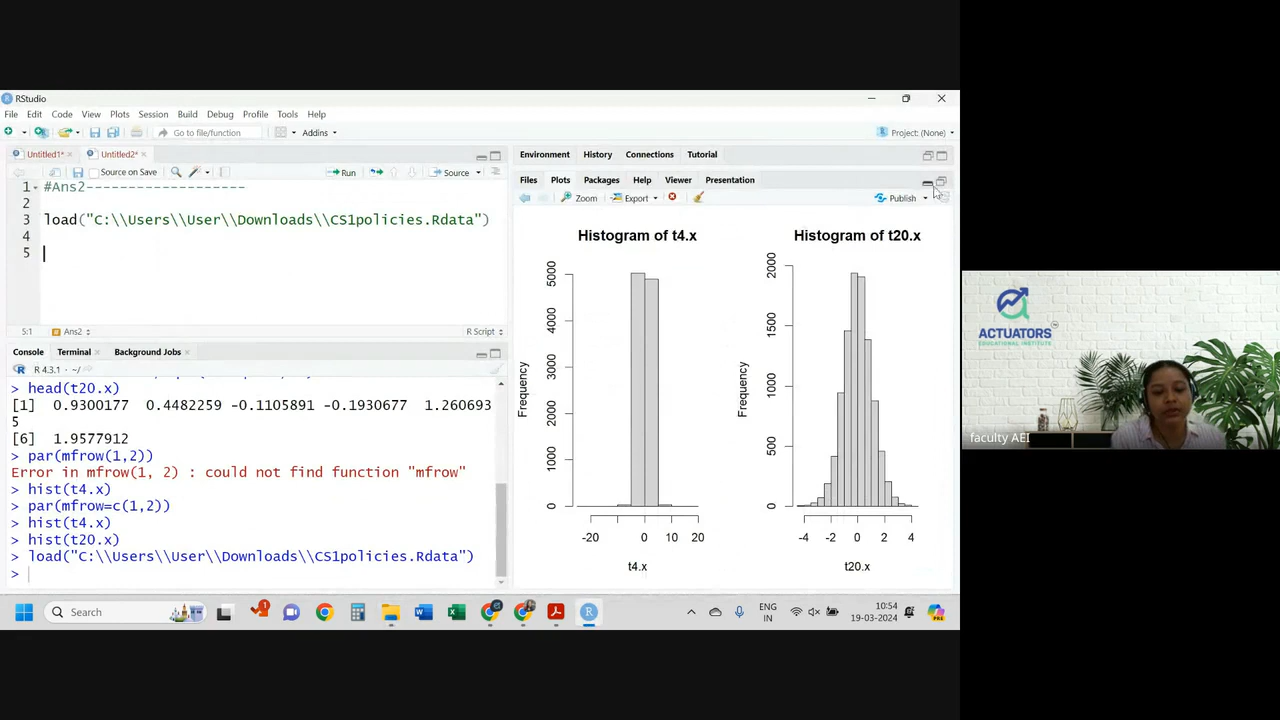 RStudio
File Edit Code View Plots Session Build Debug Profile Tools Help
Go to file/function Addins Project: (None)
Untitled1* Untitled2*
Source on Save Run Source
1 #Ans2-------------------
2
3 load("C:\\Users\\User\\Downloads\\CS1policies.Rdata")
4
5
5:1 Ans2 R Script
Console Terminal Background Jobs
R 4.3.1 · ~/
> head(t20.x)
[1] 0.9300177 0.4482259 -0.1105891 -0.1930677 1.260693
5
[6] 1.9577912
> par(mfrow(1,2))
Error in mfrow(1, 2) : could not find function "mfrow"
> hist(t4.x)
> par(mfrow=c(1,2))
> hist(t4.x)
> hist(t20.x)
> load("C:\\Users\\User\\Downloads\\CS1policies.Rdata")
>
Environment History Connections Tutorial
Files Plots Packages Help Viewer Presentation
Zoom Export Publish
Histogram of t4.x
Frequency
0 1000 2000 3000 4000 5000
-20 0 10 20
t4.x
Histogram of t20.x
Frequency
0 500 1000 1500 2000
-4 -2 0 2 4
t20.x
ACTUATORS
EDUCATIONAL INSTITUTE
faculty AEI
Search
ENG
IN
10:54
19-03-2024